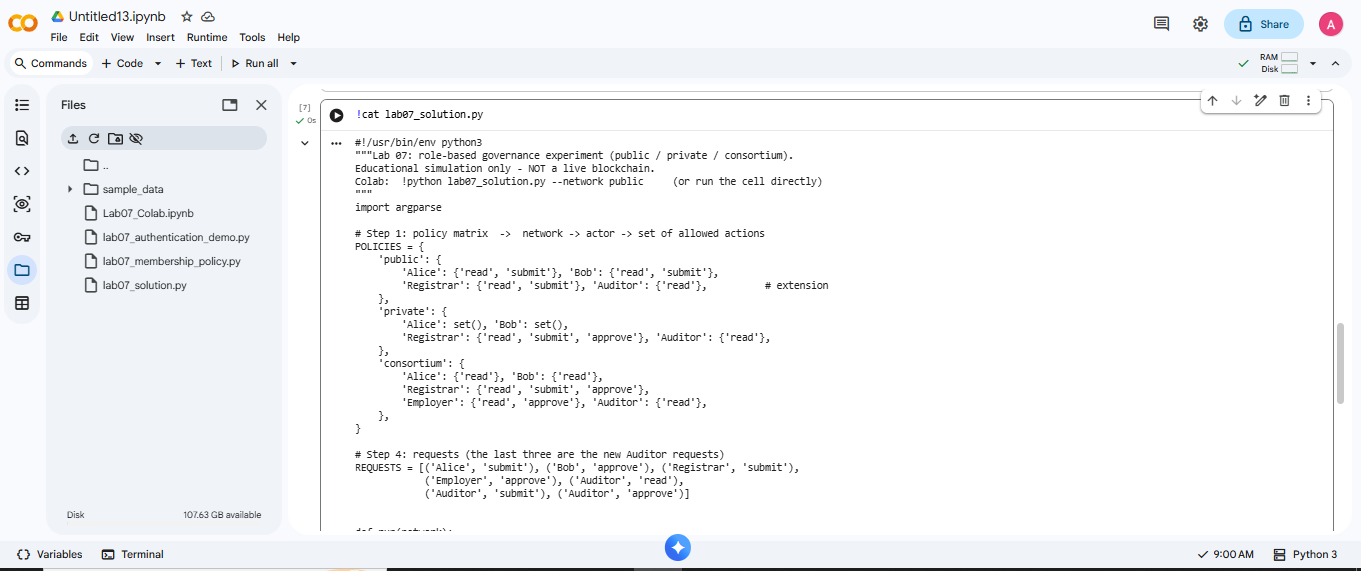 Untitled13.ipynb
File Edit View Insert Runtime Tools Help
Share
A
Commands + Code + Text Run all
RAM
Disk
Files
..
sample_data
Lab07_Colab.ipynb
lab07_authentication_demo.py
lab07_membership_policy.py
lab07_solution.py
Disk 107.63 GB available
[7]
0s
!cat lab07_solution.py
#!/usr/bin/env python3
"""Lab 07: role-based governance experiment (public / private / consortium).
Educational simulation only - NOT a live blockchain.
Colab:  !python lab07_solution.py --network public     (or run the cell directly)
"""
import argparse

# Step 1: policy matrix  ->  network -> actor -> set of allowed actions
POLICIES = {
    'public': {
        'Alice': {'read', 'submit'}, 'Bob': {'read', 'submit'},
        'Registrar': {'read', 'submit'}, 'Auditor': {'read'},         # extension
    },
    'private': {
        'Alice': set(), 'Bob': set(),
        'Registrar': {'read', 'submit', 'approve'}, 'Auditor': {'read'},
    },
    'consortium': {
        'Alice': {'read'}, 'Bob': {'read'},
        'Registrar': {'read', 'submit', 'approve'},
        'Employer': {'read', 'approve'}, 'Auditor': {'read'},
    },
}

# Step 4: requests (the last three are the new Auditor requests)
REQUESTS = [('Alice', 'submit'), ('Bob', 'approve'), ('Registrar', 'submit'),
            ('Employer', 'approve'), ('Auditor', 'read'),
            ('Auditor', 'submit'), ('Auditor', 'approve')]
Variables Terminal
9:00 AM Python 3